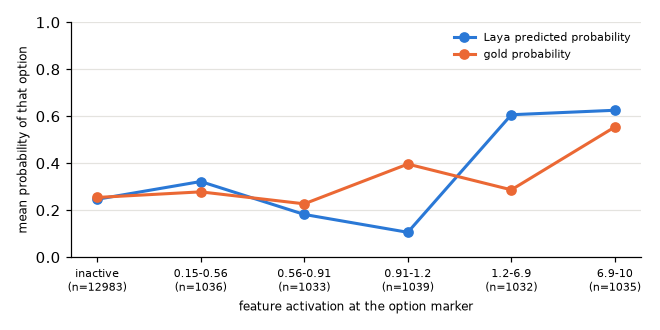 1.0
0.8
0.6
0.4
0.2
0.0
mean probability of that option
Laya predicted probability
gold probability
inactive
(n=12983)
0.15-0.56
(n=1036)
0.56-0.91
(n=1033)
0.91-1.2
(n=1039)
1.2-6.9
(n=1032)
6.9-10
(n=1035)
feature activation at the option marker